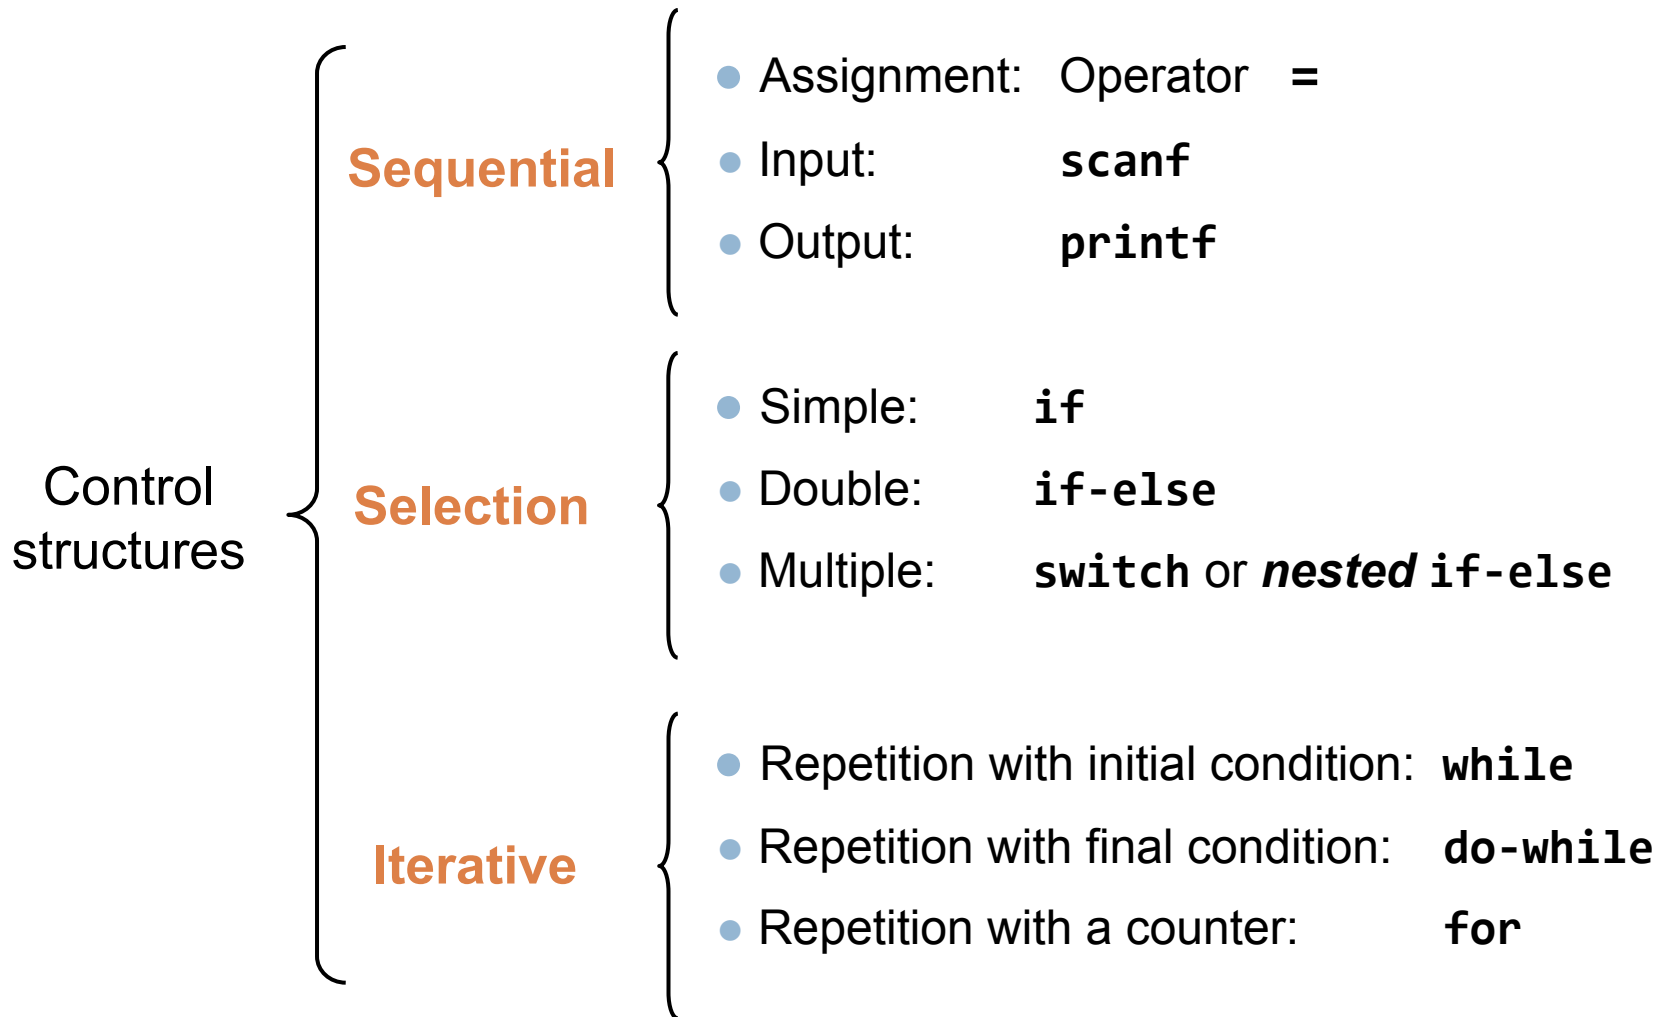 Control
structures
Sequential
Assignment: Operator =
Input: scanf
Output: printf
Selection
Simple: if
Double: if-else
Multiple: switch or nested if-else
Iterative
Repetition with initial condition: while
Repetition with final condition: do-while
Repetition with a counter: for